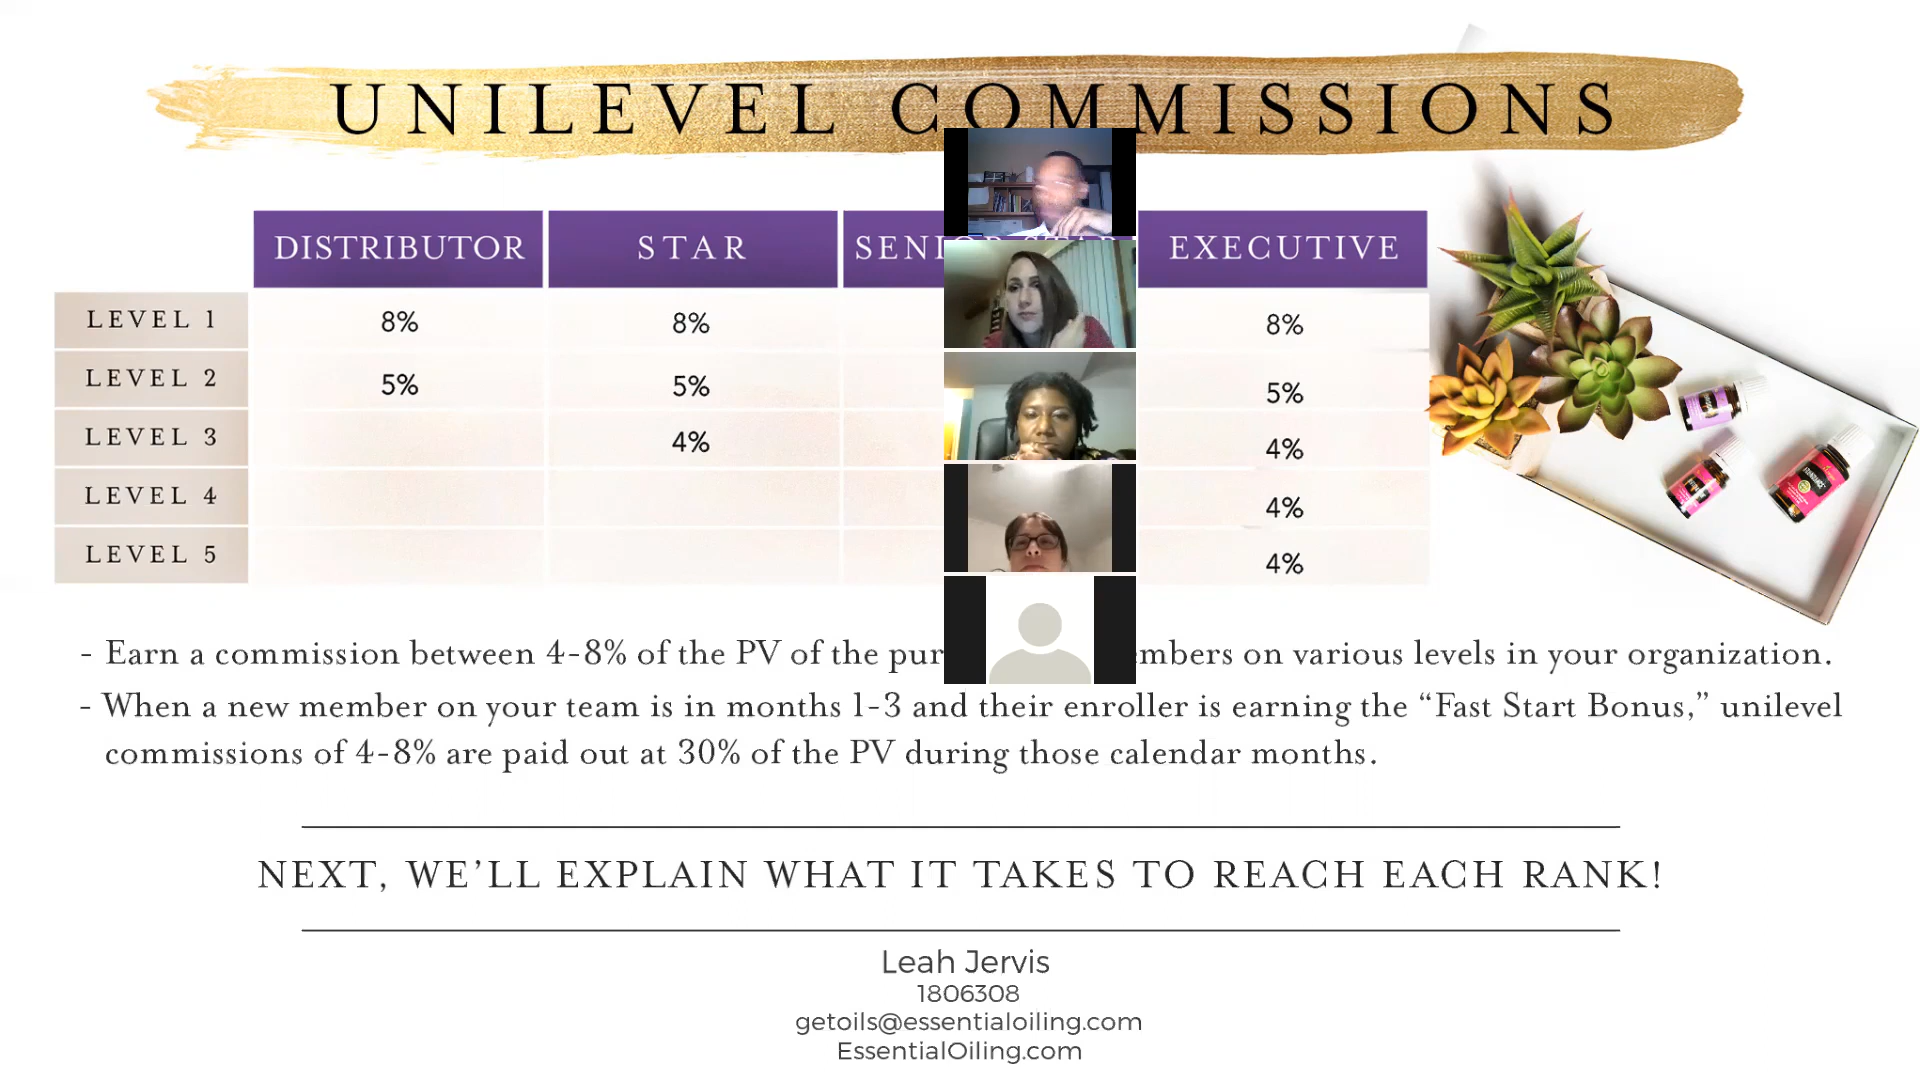 UNILEVEL COMMISSIONS
DISTRIBUTOR STAR SENIOR STAR EXECUTIVE
LEVEL 1 8% 8% 8%
LEVEL 2 5% 5% 5%
LEVEL 3 4% 4%
LEVEL 4 4%
LEVEL 5 4%
- Earn a commission between 4-8% of the PV of the on various levels in your organization.
- When a new member on your team is in months 1-3 and their enroller is earning the “Fast Start Bonus,” unilevel
commissions of 4-8% are paid out at 30% of the PV during those calendar months.
NEXT, WE’LL EXPLAIN WHAT IT TAKES TO REACH EACH RANK!
Leah Jervis
1806308
getoils@essentialoiling.com
EssentialOiling.com